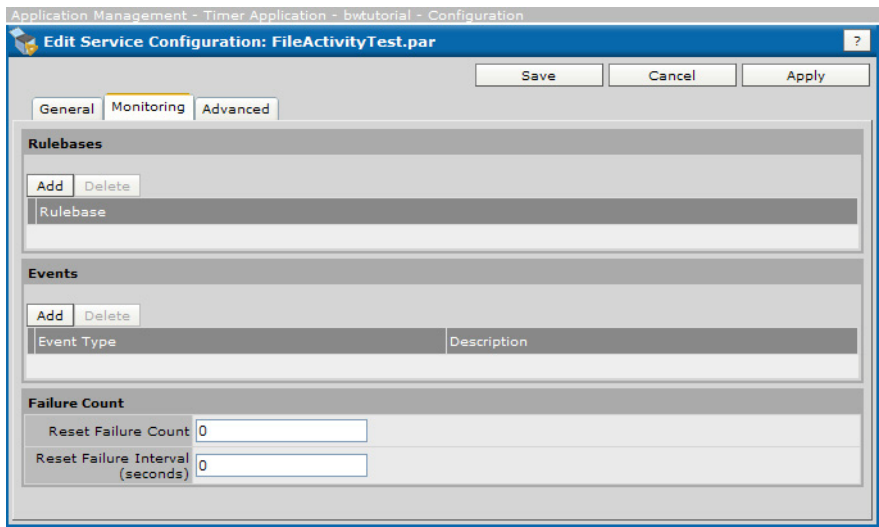 Application Management - Timer Application - bwtutorial - Configuration
Edit Service Configuration: FileActivityTest.par ?
Save Cancel Apply
General Monitoring Advanced
Rulebases
Add Delete
Rulebase
Events
Add Delete
Event Type Description
Failure Count
Reset Failure Count 0
Reset Failure Interval
(seconds) 0